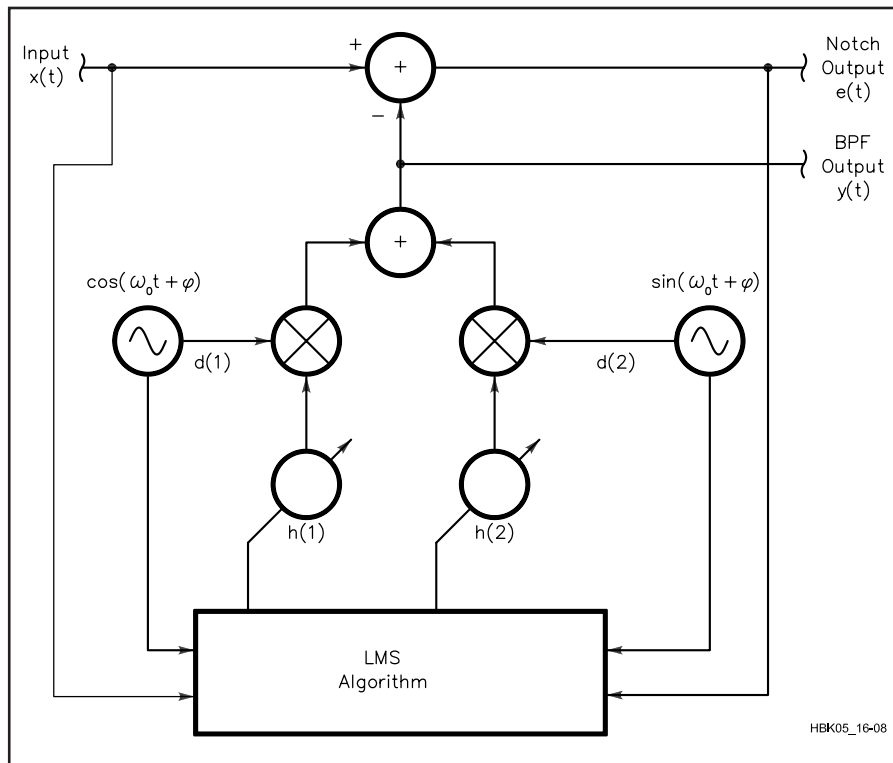 Input
x(t)
+
+
−
Notch
Output
e(t)
BPF
Output
y(t)
+
cos(ω₀t + φ)
sin(ω₀t + φ)
d(1)
d(2)
h(1)
h(2)
LMS
Algorithm
HBK05_16-08